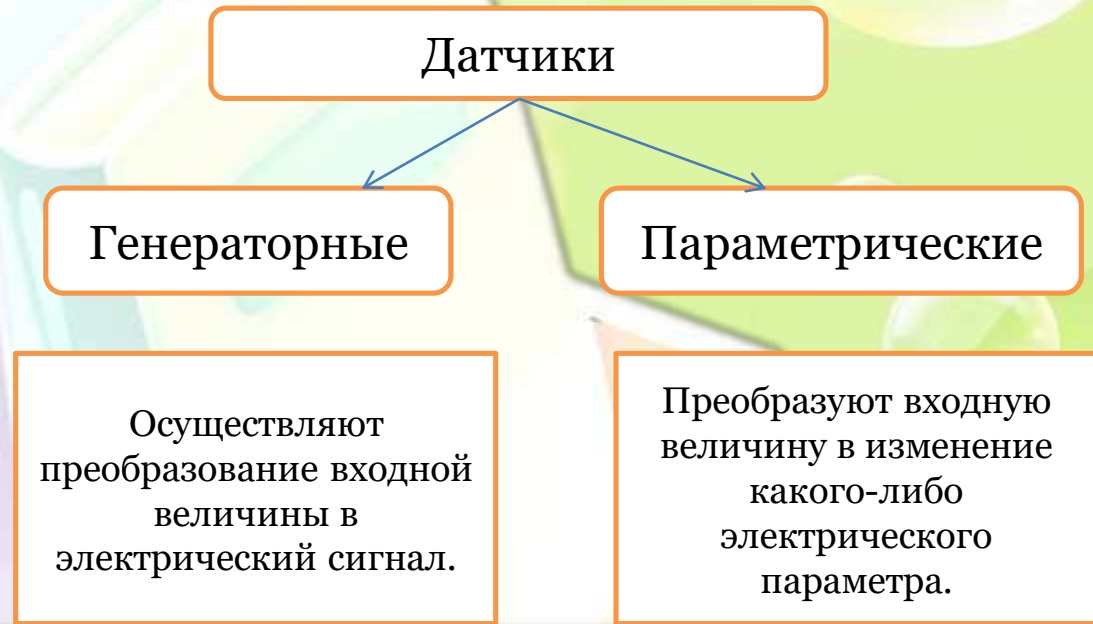 Датчики
Генераторные
Параметрические
Осуществляют
преобразование входной
величины в
электрический сигнал.
Преобразуют входную
величину в изменение
какого-либо
электрического
параметра.